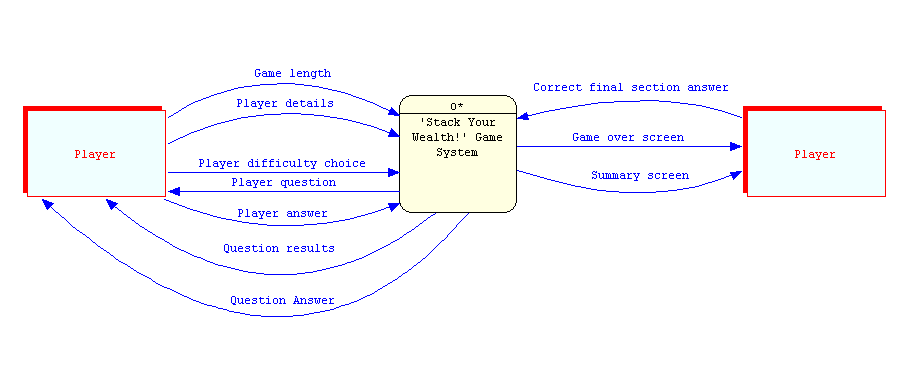 Game length
Player details
Player difficulty choice
Player question
Player answer
Question results
Question Answer
Player
0*
'Stack Your
Wealth!' Game
System
Correct final section answer
Game over screen
Summary screen
Player